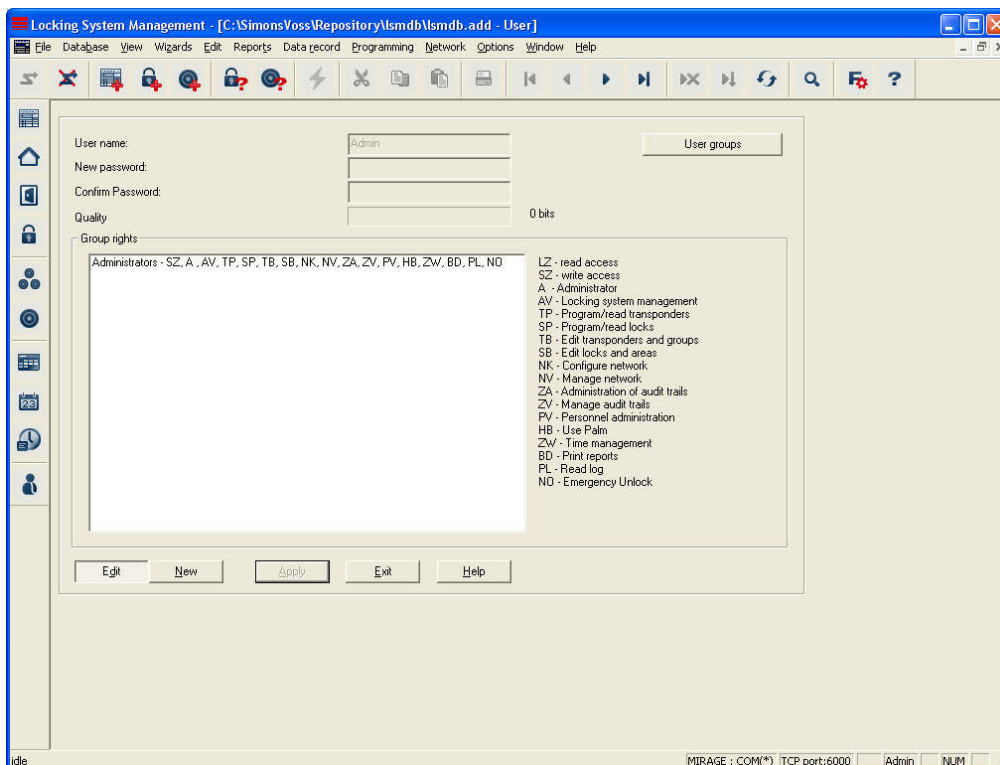 Locking System Management - [C:\SimonsVoss\Repository\lsmdb\lsmdb.add - User]
File Database View Wizards Edit Reports Data record Programming Network Options Window Help
User name: Admin User groups
New password:
Confirm Password:
Quality 0 bits
Group rights
Administrators - SZ, A , AV, TP, SP, TB, SB, NK, NV, ZA, ZV, PV, HB, ZW, BD, PL, NO
LZ - read access
SZ - write access
A - Administrator
AV - Locking system management
TP - Program/read transponders
SP - Program/read locks
TB - Edit transponders and groups
SB - Edit locks and areas
NK - Configure network
NV - Manage network
ZA - Administration of audit trails
ZV - Manage audit trails
PV - Personnel administration
HB - Use Palm
ZW - Time management
BD - Print reports
PL - Read log
NO - Emergency Unlock
Edit New Apply Exit Help
idle MIRAGE : COM(*) TCP port:6000 Admin NUM